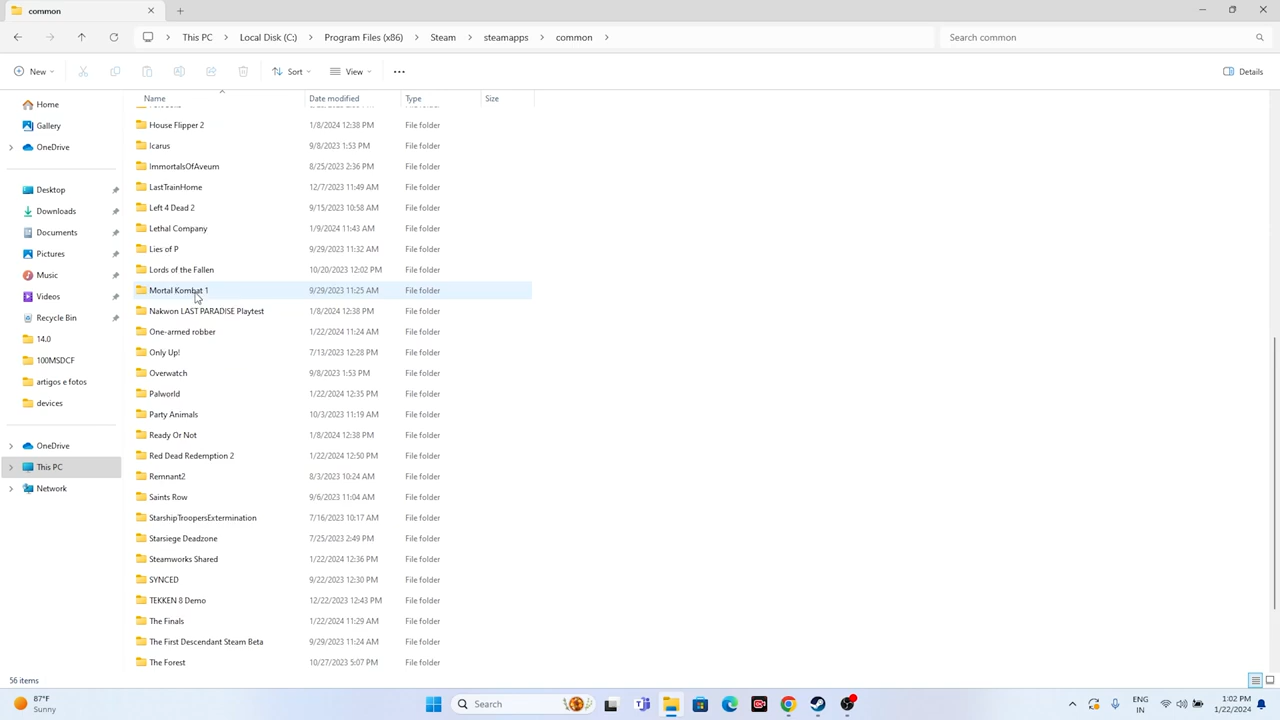 common
This PC
Local Disk (C:)
Program Files (x86)
Steam
steamapps
common
Search common
New
Sort
View
Details
Home
Gallery
OneDrive
Desktop
Downloads
Documents
Pictures
Music
Videos
Recycle Bin
14.0
100MSDCF
artigos e fotos
devices
OneDrive
This PC
Network
Name Date modified Type Size
House Flipper 2 1/8/2024 12:38 PM File folder
Icarus 9/8/2023 1:53 PM File folder
ImmortalsOfAveum 8/25/2023 2:36 PM File folder
LastTrainHome 12/7/2023 11:49 AM File folder
Left 4 Dead 2 9/15/2023 10:58 AM File folder
Lethal Company 1/9/2024 11:43 AM File folder
Lies of P 9/29/2023 11:32 AM File folder
Lords of the Fallen 10/20/2023 12:02 PM File folder
Mortal Kombat 1 9/29/2023 11:25 AM File folder
Nakwon LAST PARADISE Playtest 1/8/2024 12:38 PM File folder
One-armed robber 1/22/2024 11:24 AM File folder
Only Up! 7/13/2023 12:28 PM File folder
Overwatch 9/8/2023 1:53 PM File folder
Palworld 1/22/2024 12:35 PM File folder
Party Animals 10/3/2023 11:19 AM File folder
Ready Or Not 1/8/2024 12:38 PM File folder
Red Dead Redemption 2 1/22/2024 12:50 PM File folder
Remnant2 8/3/2023 10:24 AM File folder
Saints Row 9/6/2023 11:04 AM File folder
StarshipTroopersExtermination 7/16/2023 10:17 AM File folder
Starsiege Deadzone 7/25/2023 2:49 PM File folder
Steamworks Shared 1/22/2024 12:36 PM File folder
SYNCED 9/22/2023 12:30 PM File folder
TEKKEN 8 Demo 12/22/2023 12:43 PM File folder
The Finals 1/22/2024 11:29 AM File folder
The First Descendant Steam Beta 9/29/2023 11:24 AM File folder
The Forest 10/27/2023 5:07 PM File folder
56 items
87°F
Sunny
Search
ENG
IN
1:02 PM
1/22/2024